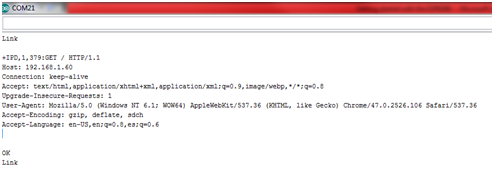 COM21
Link
+IPD,1,379:GET / HTTP/1.1
Host: 192.168.1.60
Connection: keep-alive
Accept: text/html,application/xhtml+xml,application/xml;q=0.9,image/webp,*/*;q=0.8
Upgrade-Insecure-Requests: 1
User-Agent: Mozilla/5.0 (Windows NT 6.1; WOW64) AppleWebKit/537.36 (KHTML, like Gecko) Chrome/47.0.2526.106 Safari/537.36
Accept-Encoding: gzip, deflate, sdch
Accept-Language: en-US,en;q=0.8,es;q=0.6
OK
Link